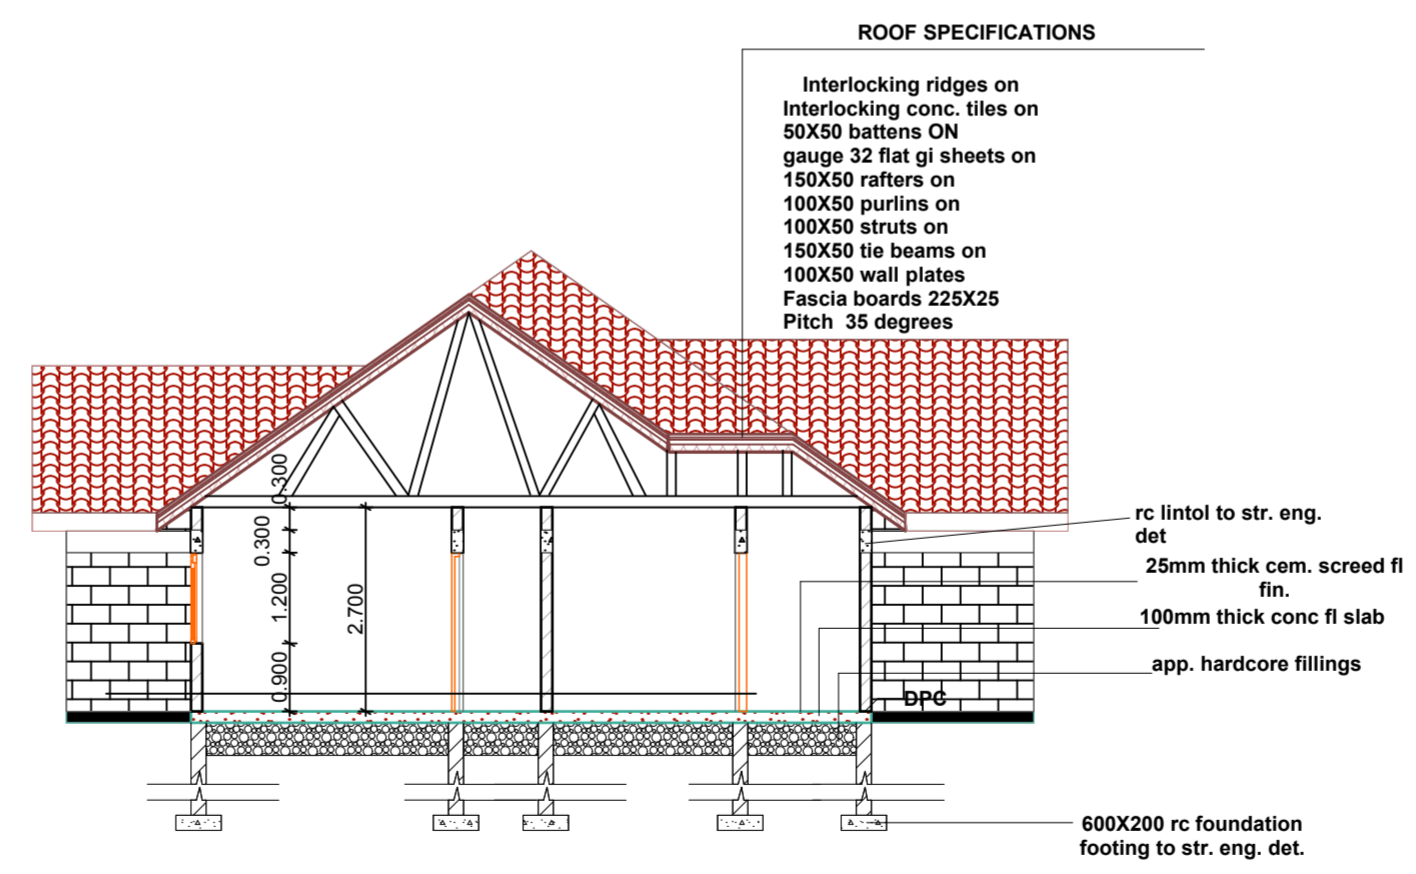 ROOF SPECIFICATIONS
Interlocking ridges on
Interlocking conc. tiles on
50X50 battens ON
gauge 32 flat gi sheets on
150X50 rafters on
100X50 purlins on
100X50 struts on
150X50 tie beams on
100X50 wall plates
Fascia boards 225X25
Pitch 35 degrees
0.300
0.300
1.200
2.700
0.900
rc lintol to str. eng.
det
25mm thick cem. screed fl
fin.
100mm thick conc fl slab
app. hardcore fillings
DPC
600X200 rc foundation
footing to str. eng. det.